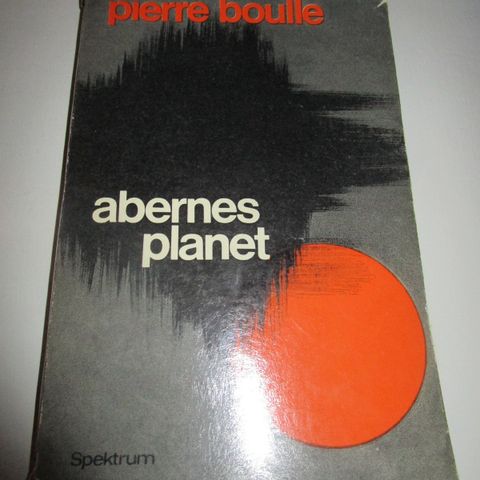 pierre boulle
abernes
planet
Spektrum